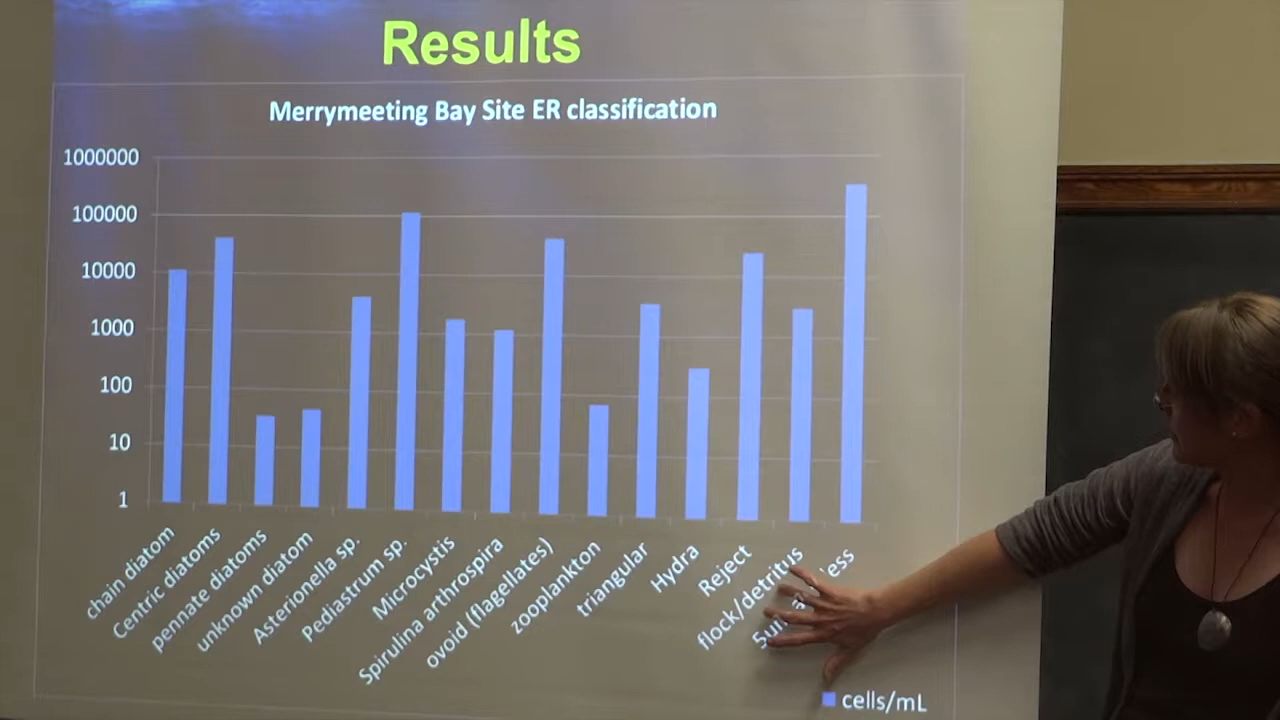 Results
Merrymeeting Bay Site ER classification
1000000
100000
10000
1000
100
10
1
chain diatom
Centric diatoms
pennate diatoms
unknown diatom
Asterionella sp.
Pediastrum sp.
Microcystis
Spirulina arthrospira
ovoid (flagellates)
zooplankton
triangular
Hydra
Reject
flock/detritus
cells/mL